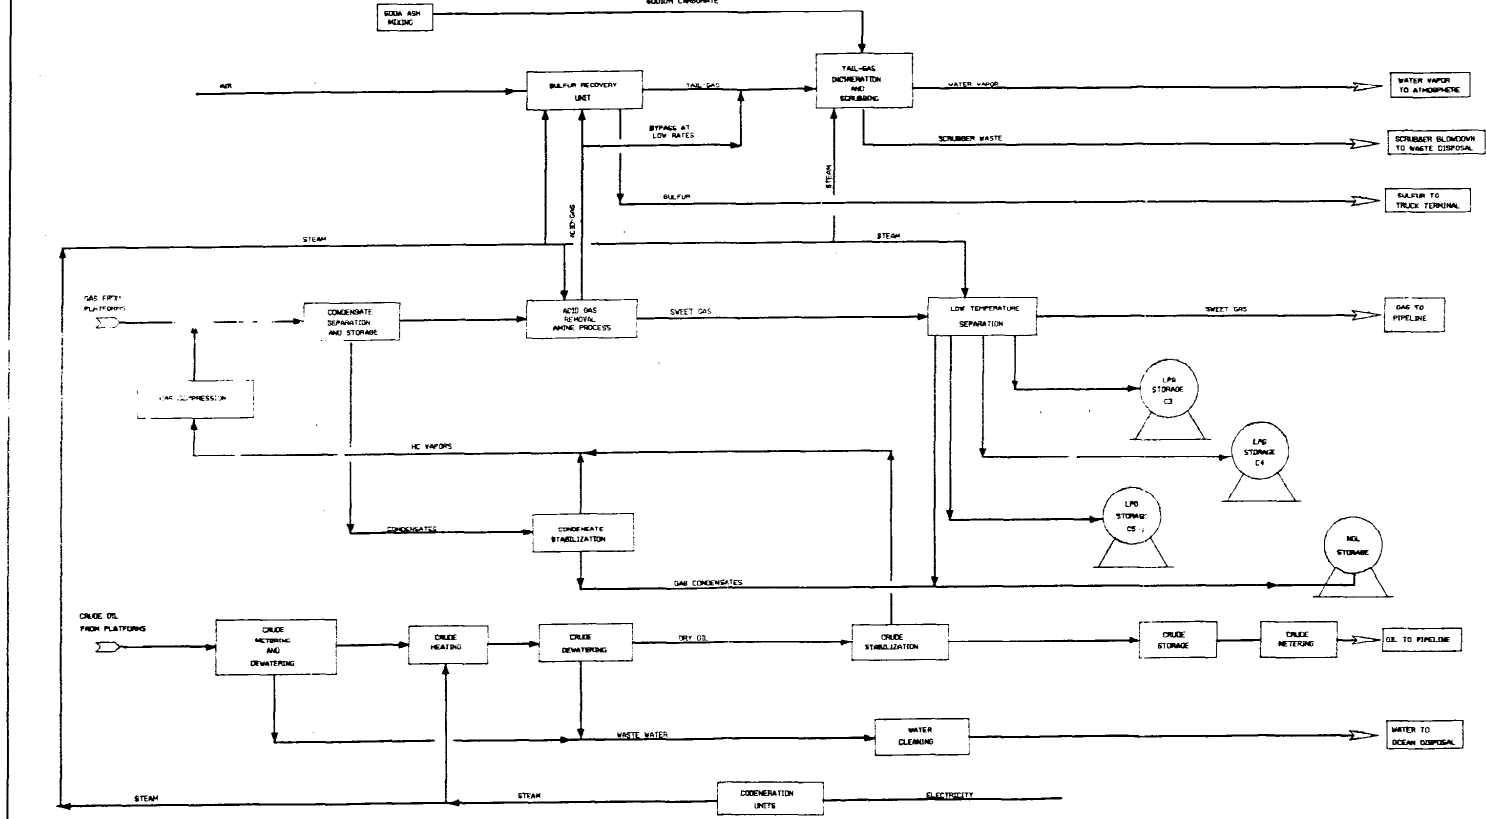 SODIUM CARBONATE
SODA ASH
MIXING
TAIL-GAS
INCINERATION
AND
SCRUBBING
AIR
SULFUR RECOVERY
UNIT
TAIL-GAS
WATER VAPOR
WATER VAPOR
TO ATMOSPHERE
BYPASS AT
LOW RATES
SCRUBBER WASTE
SCRUBBER BLOWDOWN
TO WASTE DISPOSAL
STEAM
SULFUR
SULFUR TO
TRUCK TERMINAL
ACID-GAS
STEAM
STEAM
GAS FROM
PLATFORMS
CONDENSATE
SEPARATION
AND STORAGE
ACID GAS
REMOVAL
AMINE PROCESS
SWEET GAS
LOW TEMPERATURE
SEPARATION
SWEET GAS
GAS TO
PIPELINE
GAS COMPRESSION
LPG
STORAGE
C3
HC VAPORS
LPG
STORAGE
C4
LPG
STORAGE
C5
CONDENSATES
CONDENSATE
STABILIZATION
NGL
STORAGE
GAS CONDENSATES
CRUDE OIL
FROM PLATFORMS
CRUDE
METERING
AND
DEWATERING
CRUDE
HEATING
CRUDE
DEWATERING
DRY OIL
CRUDE
STABILIZATION
CRUDE
STORAGE
CRUDE
METERING
OIL TO PIPELINE
WASTE WATER
WATER
CLEANING
WATER TO
OCEAN DISPOSAL
STEAM
STEAM
COGENERATION
UNITS
ELECTRICITY